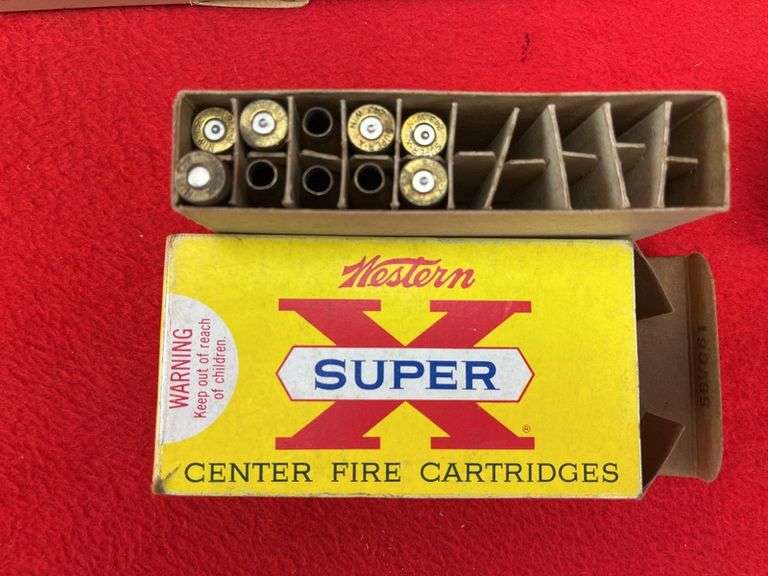 Western
X
SUPER
®
CENTER FIRE CARTRIDGES
WARNING
Keep out of reach
of children.